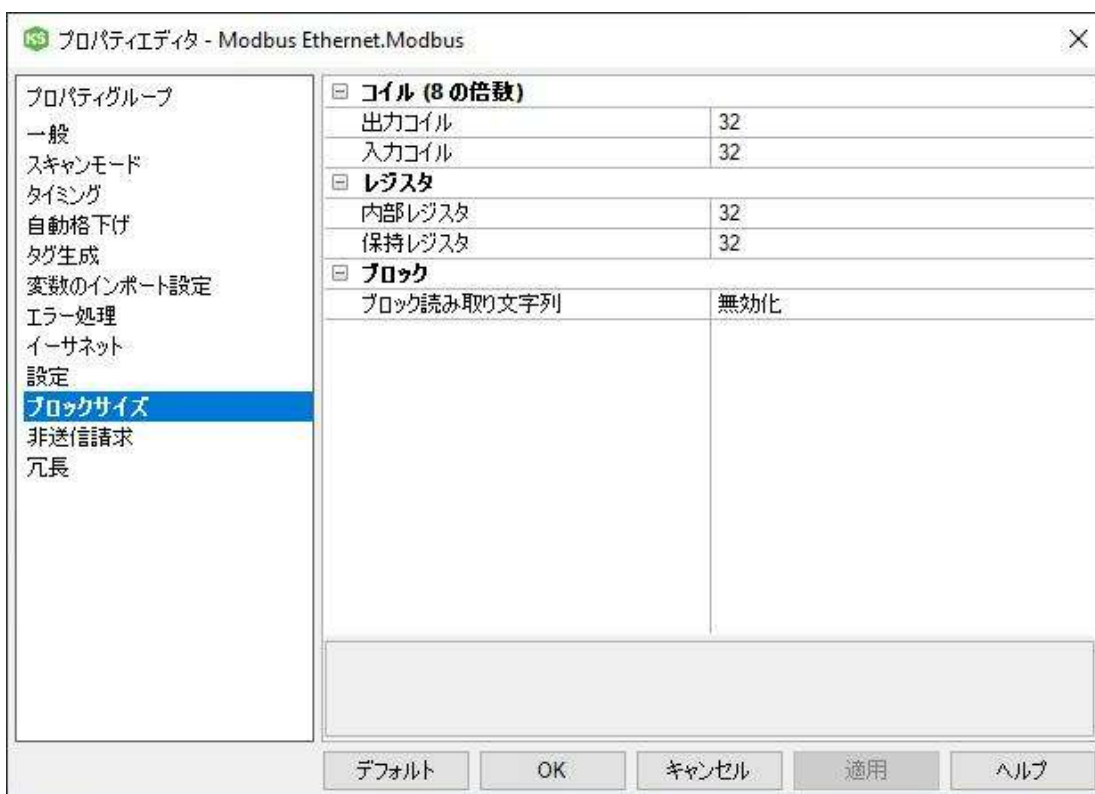 KS プロパティエディタ - Modbus Ethernet.Modbus
プロパティグループ
一般
スキャンモード
タイミング
自動格下げ
タグ生成
変数のインポート設定
エラー処理
イーサネット
設定
ブロックサイズ
非送信請求
冗長
コイル (8 の倍数)
出力コイル 32
入力コイル 32
レジスタ
内部レジスタ 32
保持レジスタ 32
ブロック
ブロック読み取り文字列 無効化
デフォルト OK キャンセル 適用 ヘルプ